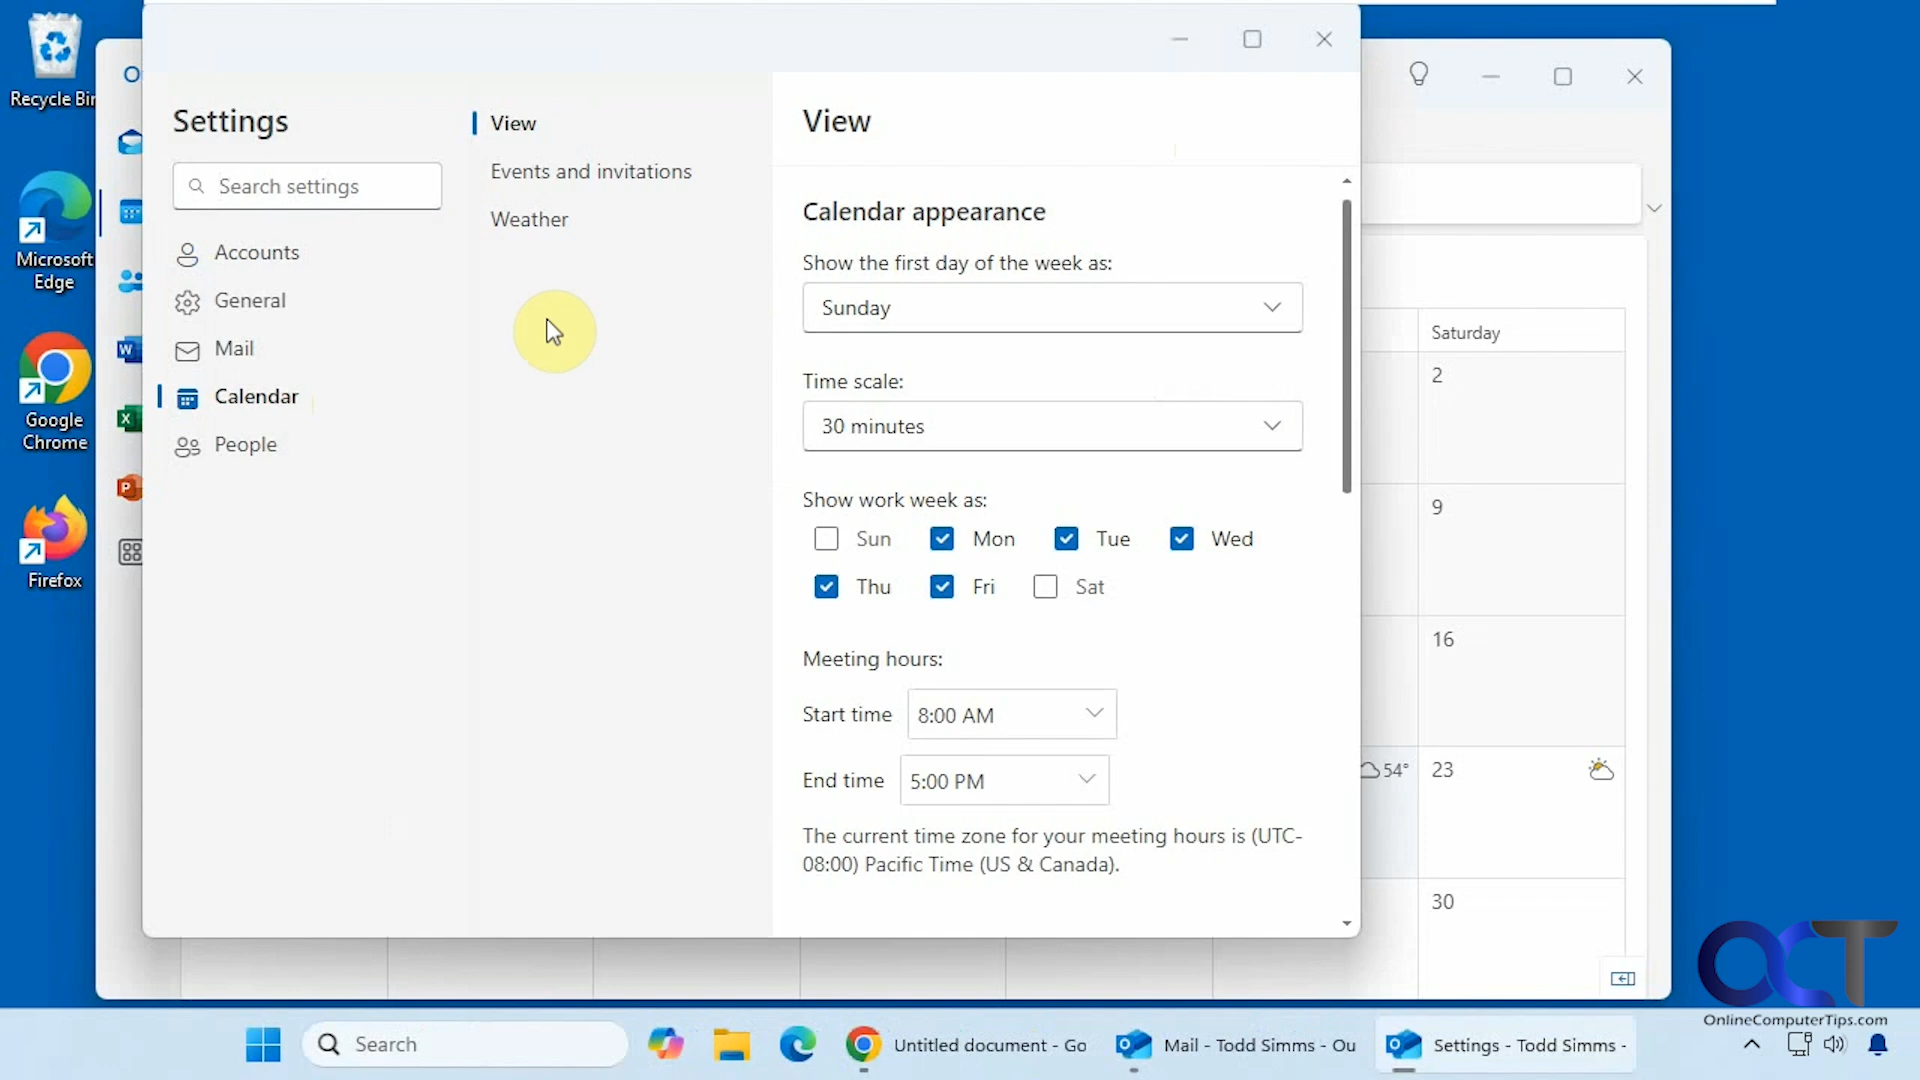 Recycle Bin
Microsoft
Edge
Google
Chrome
Firefox
O
Settings
Search settings
Accounts
General
Mail
Calendar
People
View
Events and invitations
Weather
View
Calendar appearance
Show the first day of the week as:
Sunday
Time scale:
30 minutes
Show work week as:
Sun
Mon
Tue
Wed
Thu
Fri
Sat
Meeting hours:
Start time
8:00 AM
End time
5:00 PM
The current time zone for your meeting hours is (UTC-
08:00) Pacific Time (US & Canada).
Saturday
2
9
16
54°
23
30
OCT
OnlineComputerTips.com
Search
Untitled document - Go
Mail - Todd Simms - Ou
Settings - Todd Simms -